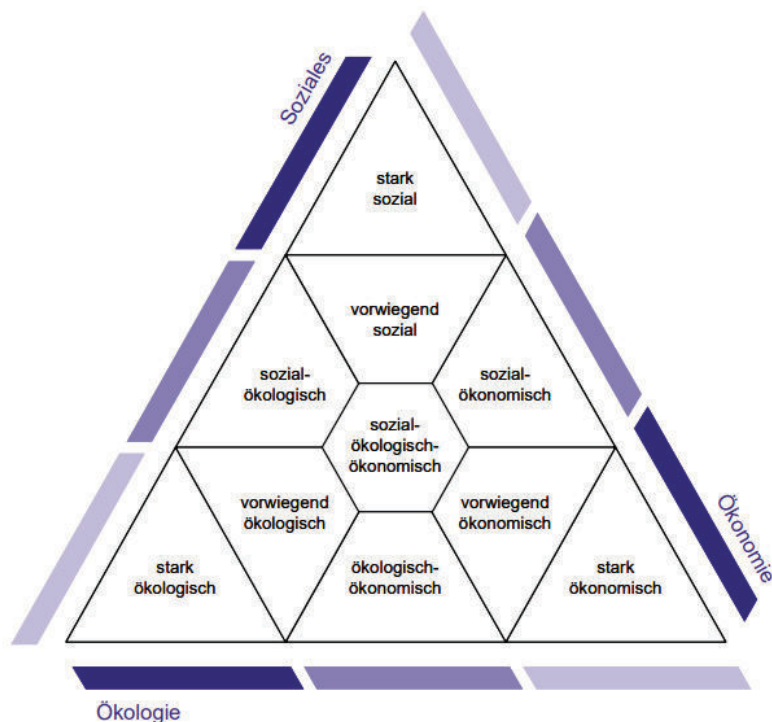 Soziales
stark
sozial
vorwiegend
sozial
sozial-
ökologisch
sozial-
ökonomisch
sozial-
ökologisch-
ökonomisch
vorwiegend
ökologisch
vorwiegend
ökonomisch
stark
ökologisch
ökologisch-
ökonomisch
stark
ökonomisch
Ökonomie
Ökologie